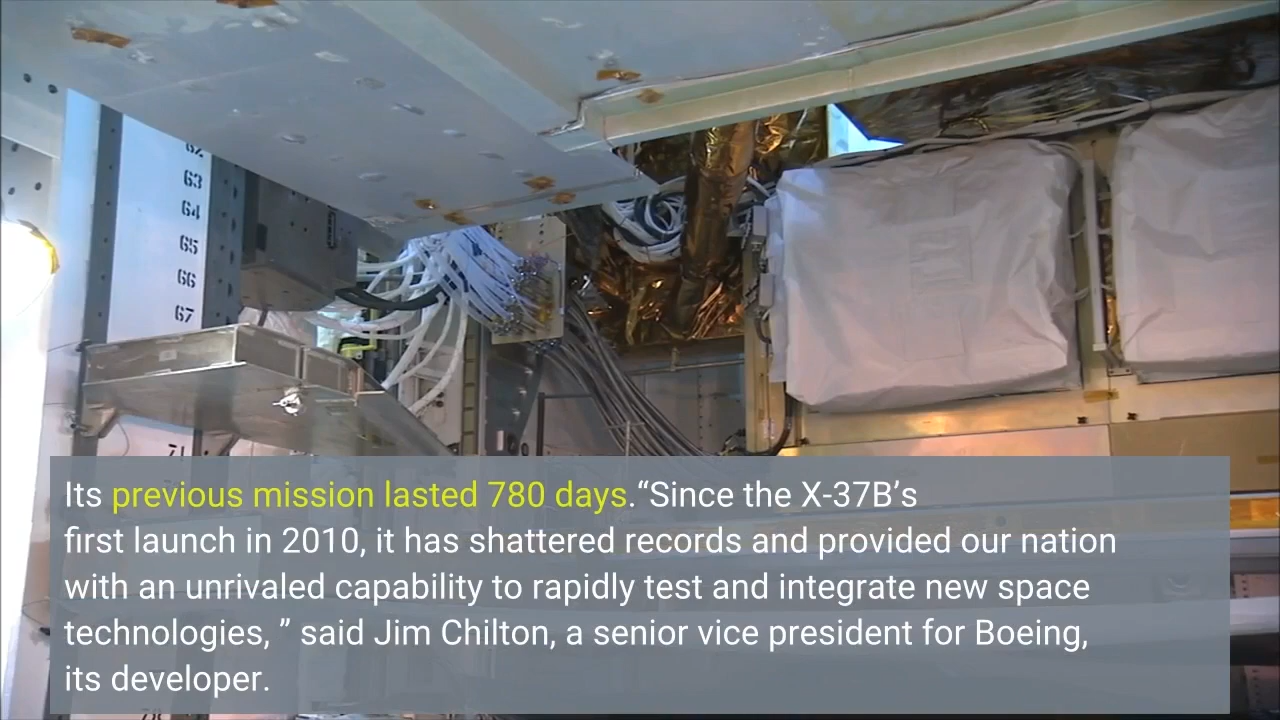 62
63
64
65
66
67
71
Its previous mission lasted 780 days.“Since the X-37B’s
first launch in 2010, it has shattered records and provided our nation
with an unrivaled capability to rapidly test and integrate new space
technologies, ” said Jim Chilton, a senior vice president for Boeing,
its developer.